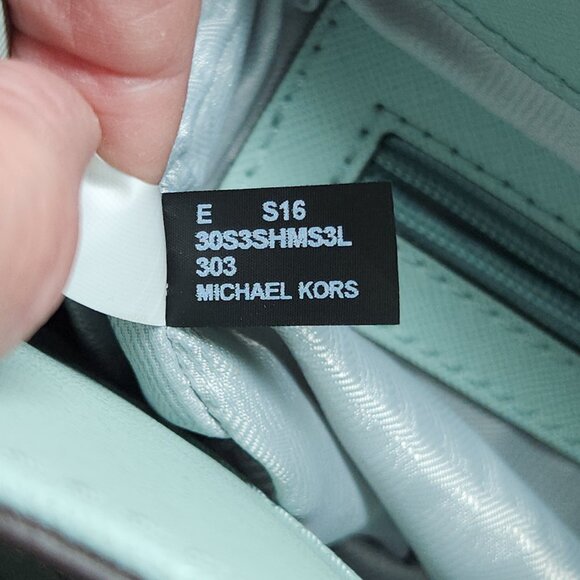 E S16
30S3SHMS3L
303
MICHAEL KORS